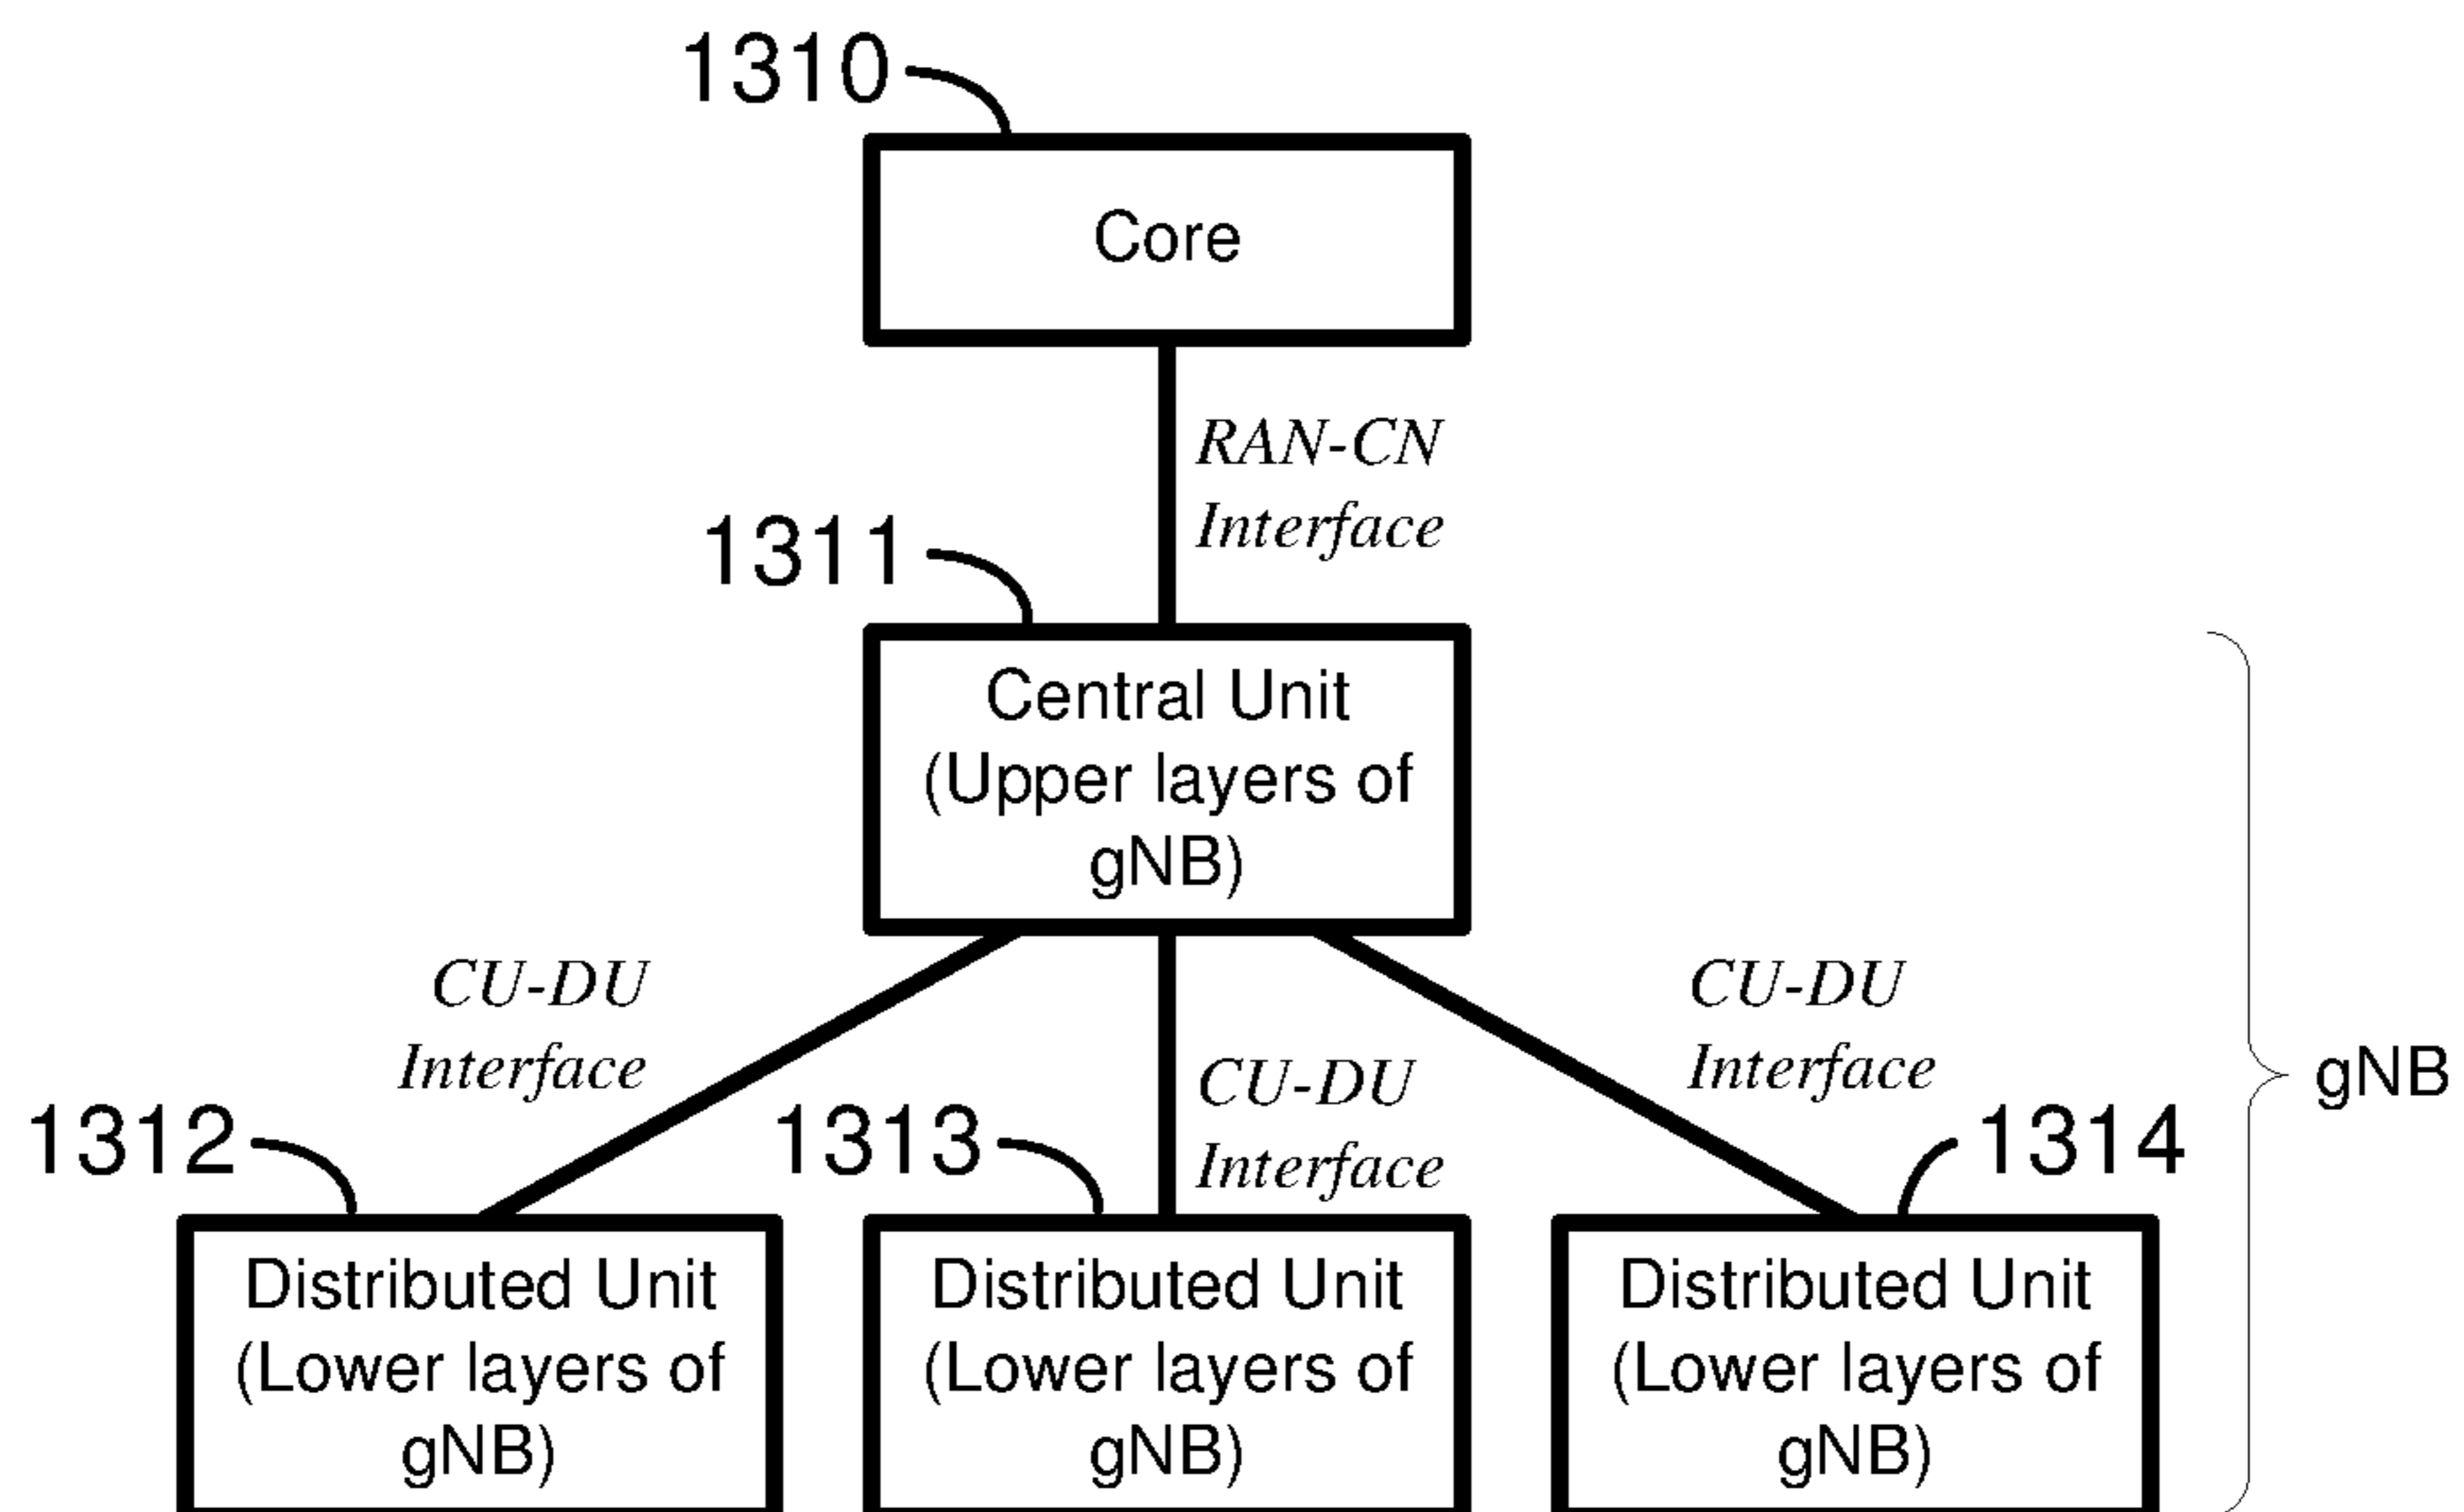 1310
Core
RAN-CN
Interface
1311
Central Unit
(Upper layers of
gNB)
CU-DU
Interface
CU-DU
Interface
CU-DU
Interface
gNB
1312
1313
1314
Distributed Unit
(Lower layers of
gNB)
Distributed Unit
(Lower layers of
gNB)
Distributed Unit
(Lower layers of
gNB)